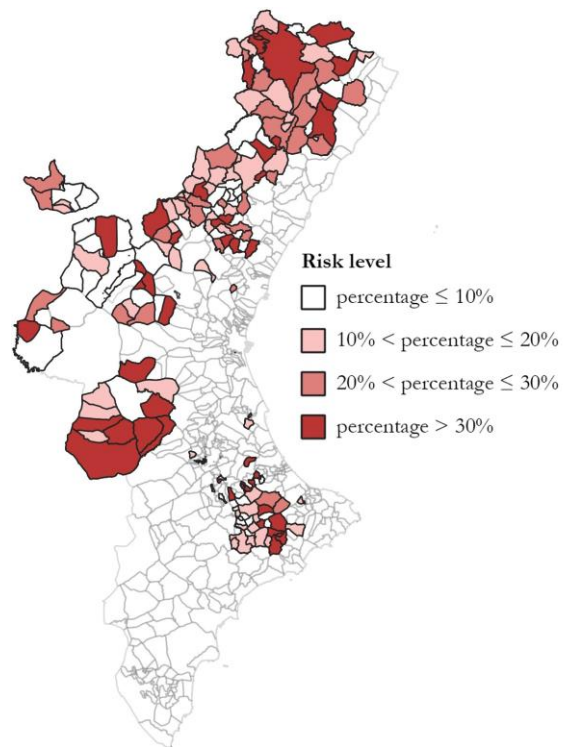 Risk level
percentage ≤ 10%
10% < percentage ≤ 20%
20% < percentage ≤ 30%
percentage > 30%